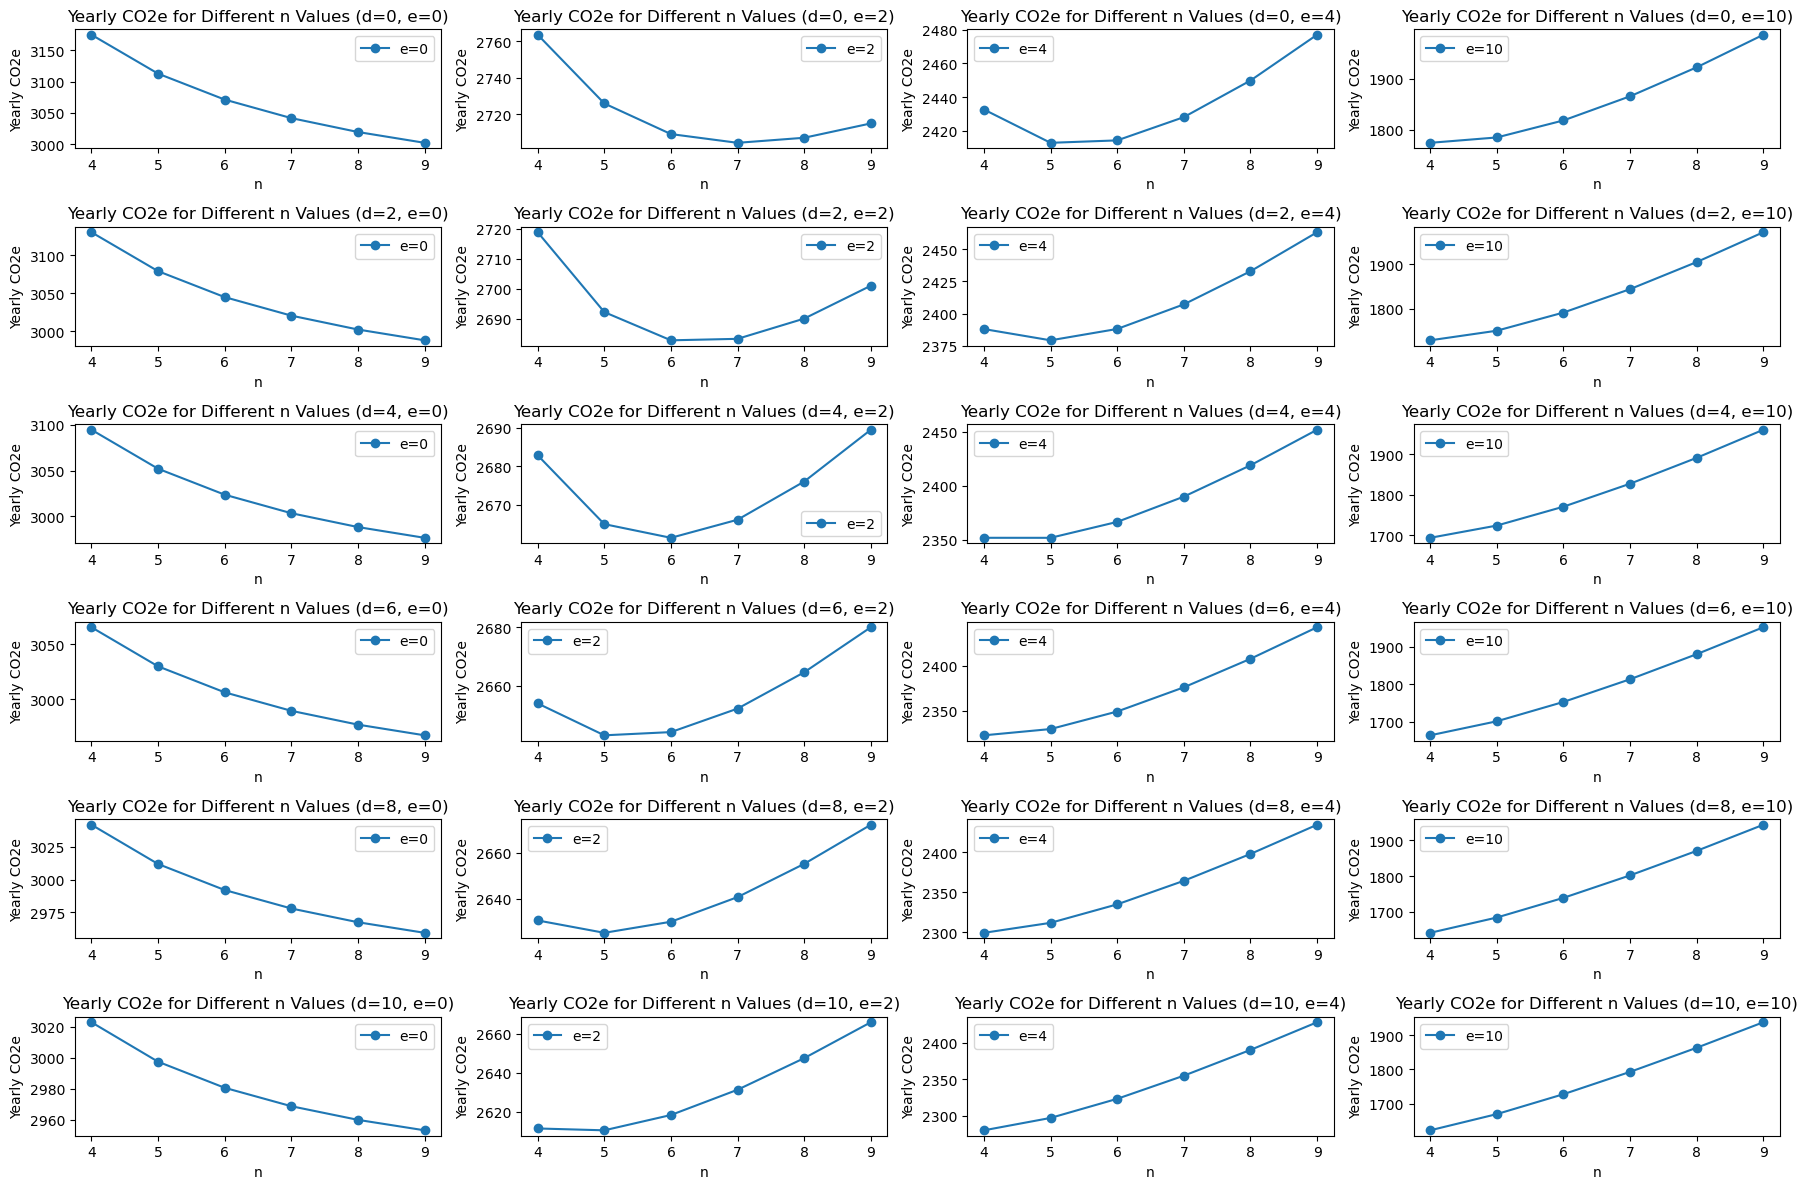 Yearly CO2e for Different n Values (d=0, e=0)
Yearly CO2e
3150
3100
3050
3000
e=0
4 5 6 7 8 9
n
Yearly CO2e for Different n Values (d=0, e=2)
Yearly CO2e
2760
2740
2720
e=2
4 5 6 7 8 9
n
Yearly CO2e for Different n Values (d=0, e=4)
Yearly CO2e
2480
2460
2440
2420
e=4
4 5 6 7 8 9
n
Yearly CO2e for Different n Values (d=0, e=10)
Yearly CO2e
1900
1800
e=10
4 5 6 7 8 9
n
Yearly CO2e for Different n Values (d=2, e=0)
Yearly CO2e
3100
3050
3000
e=0
4 5 6 7 8 9
n
Yearly CO2e for Different n Values (d=2, e=2)
Yearly CO2e
2720
2710
2700
2690
e=2
4 5 6 7 8 9
n
Yearly CO2e for Different n Values (d=2, e=4)
Yearly CO2e
2450
2425
2400
2375
e=4
4 5 6 7 8 9
n
Yearly CO2e for Different n Values (d=2, e=10)
Yearly CO2e
1900
1800
e=10
4 5 6 7 8 9
n
Yearly CO2e for Different n Values (d=4, e=0)
Yearly CO2e
3100
3050
3000
e=0
4 5 6 7 8 9
n
Yearly CO2e for Different n Values (d=4, e=2)
Yearly CO2e
2690
2680
2670
e=2
4 5 6 7 8 9
n
Yearly CO2e for Different n Values (d=4, e=4)
Yearly CO2e
2450
2400
2350
e=4
4 5 6 7 8 9
n
Yearly CO2e for Different n Values (d=4, e=10)
Yearly CO2e
1900
1800
1700
e=10
4 5 6 7 8 9
n
Yearly CO2e for Different n Values (d=6, e=0)
Yearly CO2e
3050
3000
e=0
4 5 6 7 8 9
n
Yearly CO2e for Different n Values (d=6, e=2)
Yearly CO2e
2680
2660
e=2
4 5 6 7 8 9
n
Yearly CO2e for Different n Values (d=6, e=4)
Yearly CO2e
2400
2350
e=4
4 5 6 7 8 9
n
Yearly CO2e for Different n Values (d=6, e=10)
Yearly CO2e
1900
1800
1700
e=10
4 5 6 7 8 9
n
Yearly CO2e for Different n Values (d=8, e=0)
Yearly CO2e
3025
3000
2975
e=0
4 5 6 7 8 9
n
Yearly CO2e for Different n Values (d=8, e=2)
Yearly CO2e
2660
2640
e=2
4 5 6 7 8 9
n
Yearly CO2e for Different n Values (d=8, e=4)
Yearly CO2e
2400
2350
2300
e=4
4 5 6 7 8 9
n
Yearly CO2e for Different n Values (d=8, e=10)
Yearly CO2e
1900
1800
1700
e=10
4 5 6 7 8 9
n
Yearly CO2e for Different n Values (d=10, e=0)
Yearly CO2e
3020
3000
2980
2960
e=0
4 5 6 7 8 9
n
Yearly CO2e for Different n Values (d=10, e=2)
Yearly CO2e
2660
2640
2620
e=2
4 5 6 7 8 9
n
Yearly CO2e for Different n Values (d=10, e=4)
Yearly CO2e
2400
2350
2300
e=4
4 5 6 7 8 9
n
Yearly CO2e for Different n Values (d=10, e=10)
Yearly CO2e
1900
1800
1700
e=10
4 5 6 7 8 9
n